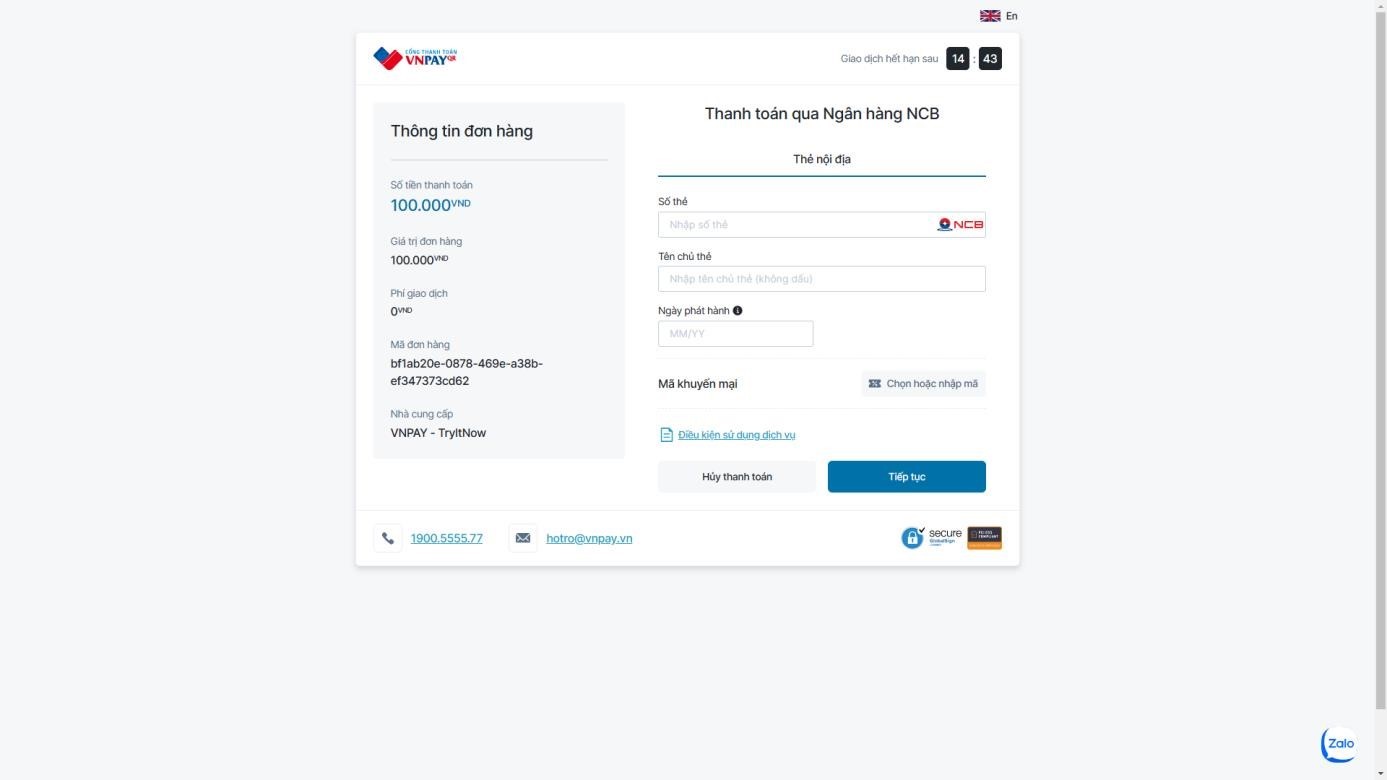 En
CỔNG THANH TOÁN
VNPAYQR
Giao dịch hết hạn sau 14 : 43
Thông tin đơn hàng
Số tiền thanh toán
100.000VND
Giá trị đơn hàng
100.000VND
Phí giao dịch
0VND
Mã đơn hàng
bf1ab20e-0878-469e-a38b-
ef347373cd62
Nhà cung cấp
VNPAY - TryItNow
Thanh toán qua Ngân hàng NCB
Thẻ nội địa
Số thẻ
Nhập số thẻ
NCB
Tên chủ thẻ
Nhập tên chủ thẻ (không dấu)
Ngày phát hành
MM/YY
Mã khuyến mại
Chọn hoặc nhập mã
Điều kiện sử dụng dịch vụ
Hủy thanh toán
Tiếp tục
1900.5555.77
hotro@vnpay.vn
secure
GlobalSign
PCI DSS
COMPLIANT
Zalo